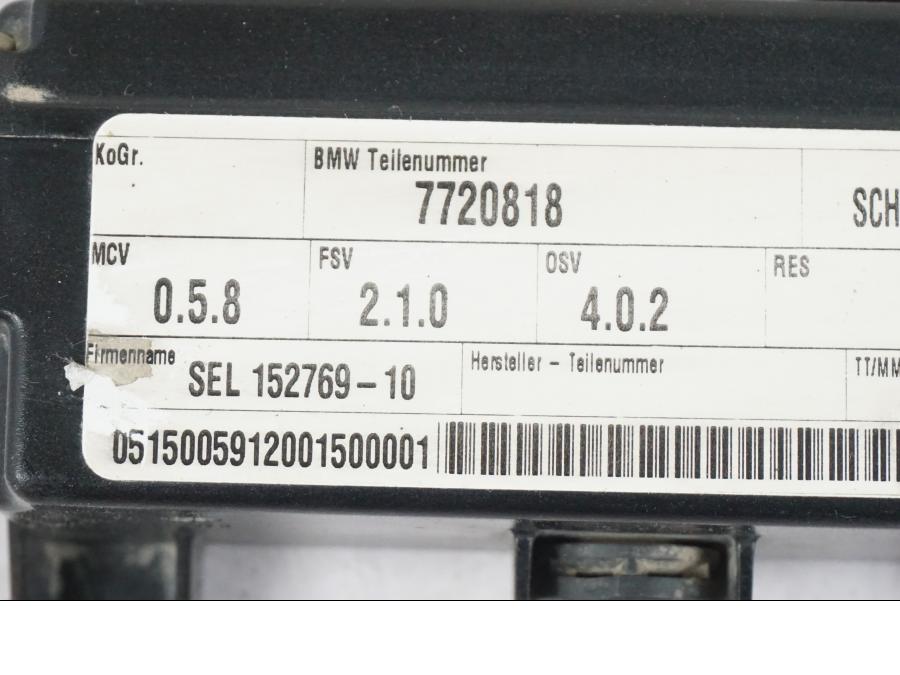 KoGr. BMW Teilenummer
7720818 SCH
MCV FSV OSV RES
0.5.8 2.1.0 4.0.2
Firmenname Hersteller - Teilenummer TT/MM
SEL 152769-10
0515005912001500001